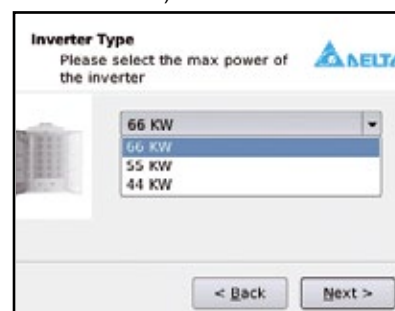 Inverter Type
Please select the max power of
the inverter
DELTA
66 KW
66 KW
55 KW
44 KW
< Back
Next >